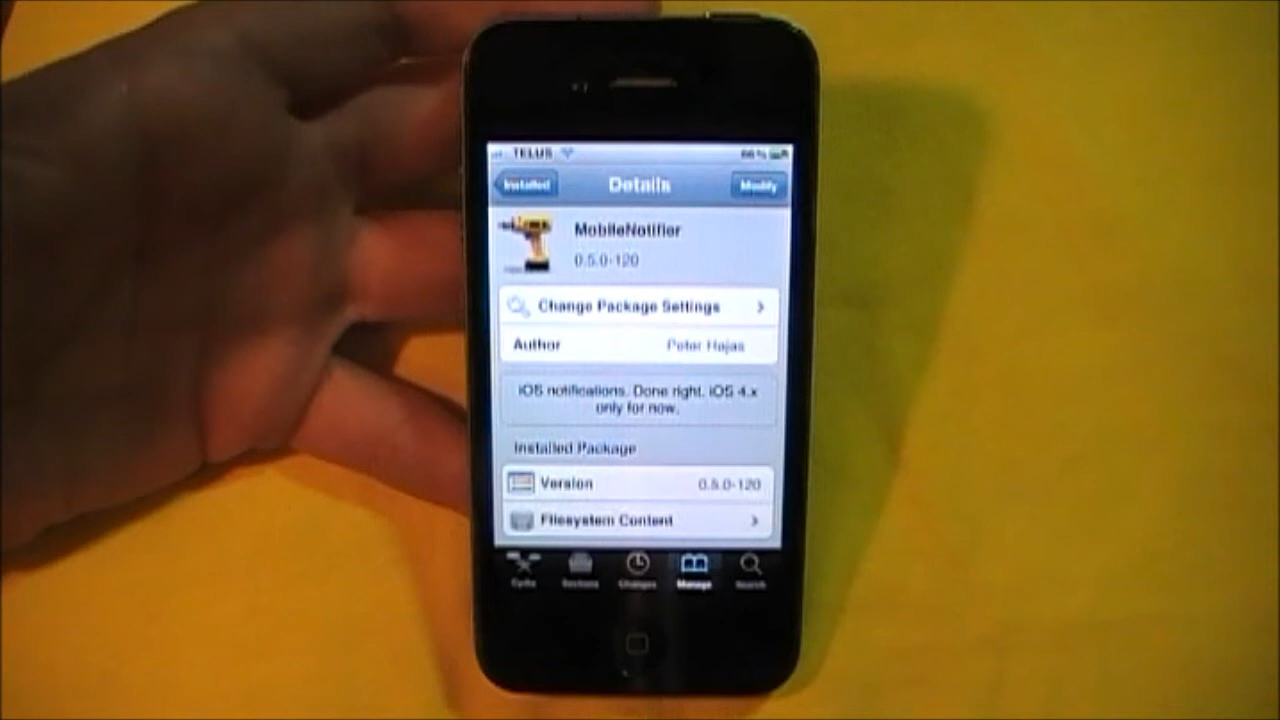 TELUS 66%
Installed Details Modify
MobileNotifier
0.5.0-120
Change Package Settings
Author Peter Hajas
iOS notifications. Done right. iOS 4.x
only for now.
Installed Package
Version 0.5.0-120
Filesystem Content
Cydia Sections Changes Manage Search